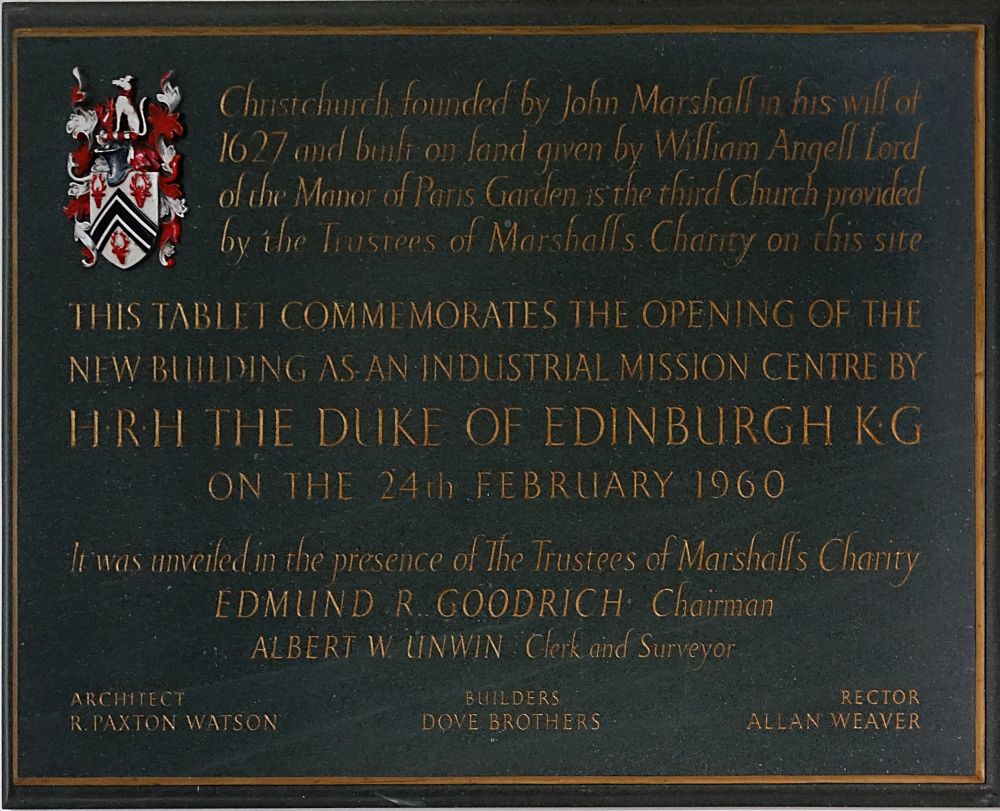 Christchurch, founded by John Marshall in his will of
1627 and built on land given by William Angell Lord
of the Manor of Paris Garden, is the third Church provided
by the Trustees of Marshall's Charity on this site
THIS TABLET COMMEMORATES THE OPENING OF THE
NEW BUILDING AS AN INDUSTRIAL MISSION CENTRE BY
H·R·H THE DUKE OF EDINBURGH K·G
ON THE 24th FEBRUARY 1960
It was unveiled in the presence of The Trustees of Marshall's Charity
EDMUND R. GOODRICH · Chairman
ALBERT W. UNWIN · Clerk and Surveyor
ARCHITECT BUILDERS RECTOR
R. PAXTON WATSON DOVE BROTHERS ALLAN WEAVER